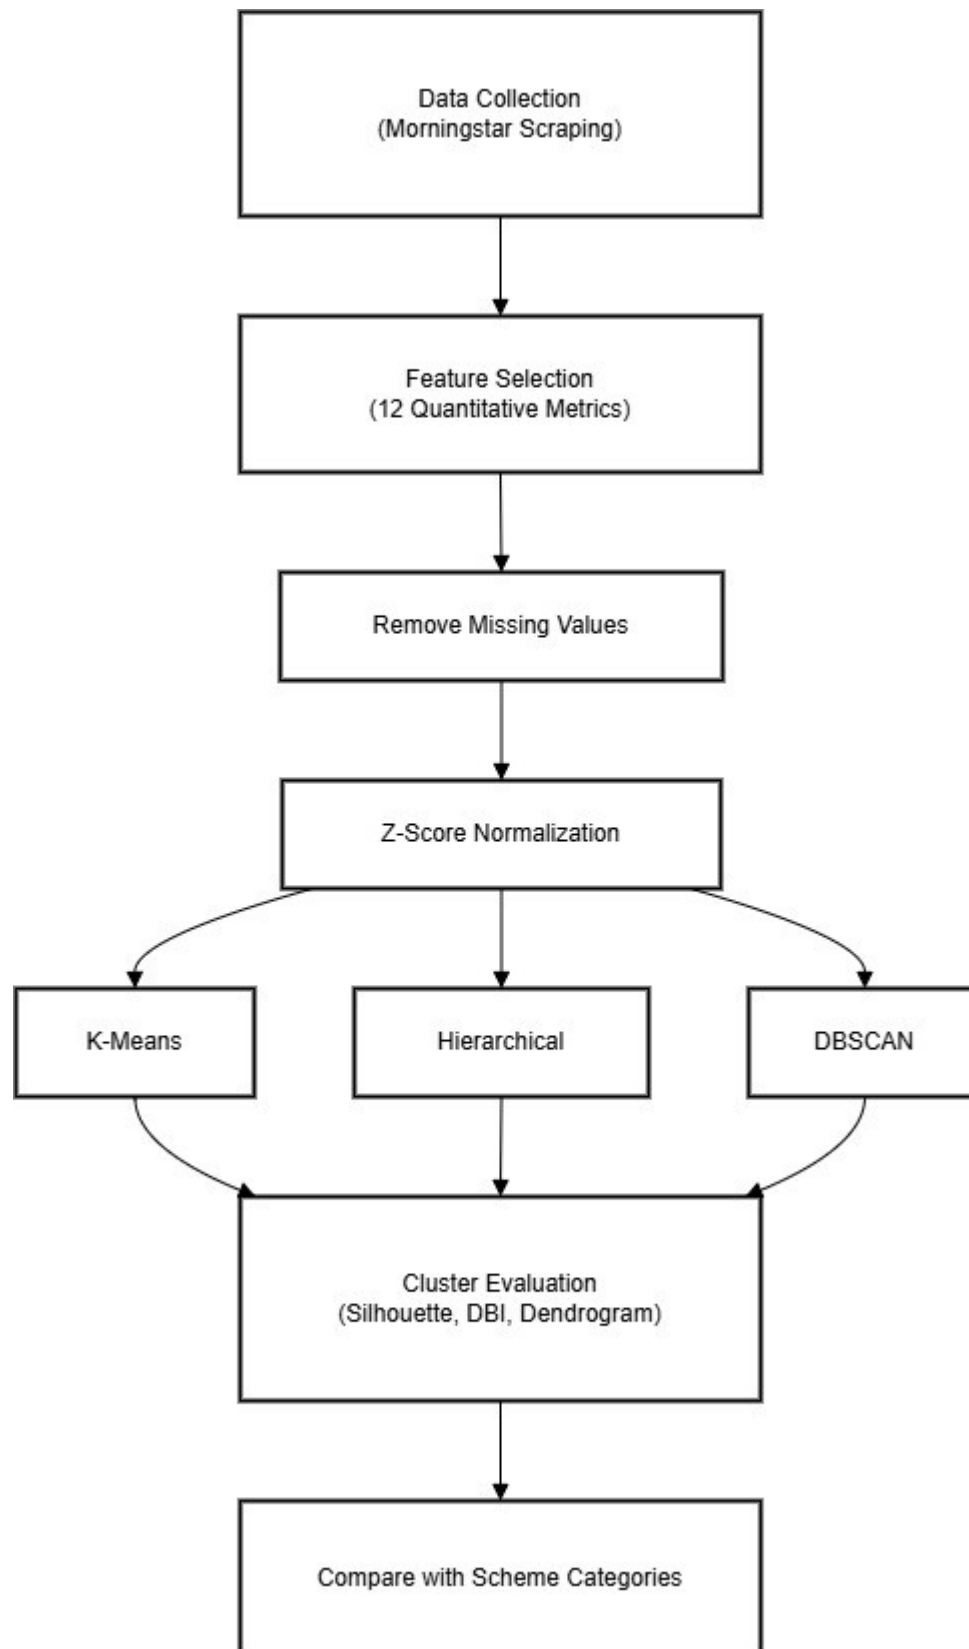 Data Collection
(Morningstar Scraping)
Feature Selection
(12 Quantitative Metrics)
Remove Missing Values
Z-Score Normalization
K-Means
Hierarchical
DBSCAN
Cluster Evaluation
(Silhouette, DBI, Dendrogram)
Compare with Scheme Categories